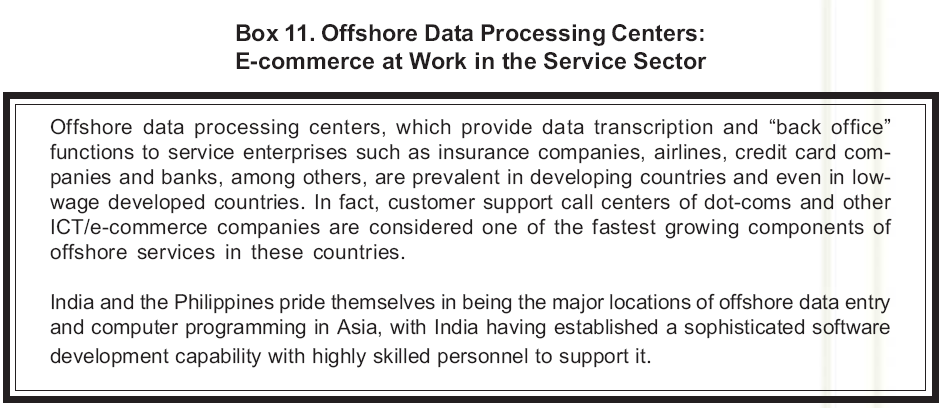 Box 11. Offshore Data Processing Centers:
E-commerce at Work in the Service Sector
Offshore data processing centers, which provide data transcription and “back office”
functions to service enterprises such as insurance companies, airlines, credit card com-
panies and banks, among others, are prevalent in developing countries and even in low-
wage developed countries. In fact, customer support call centers of dot-coms and other
ICT/e-commerce companies are considered one of the fastest growing components of
offshore services in these countries.
India and the Philippines pride themselves in being the major locations of offshore data entry
and computer programming in Asia, with India having established a sophisticated software
development capability with highly skilled personnel to support it.